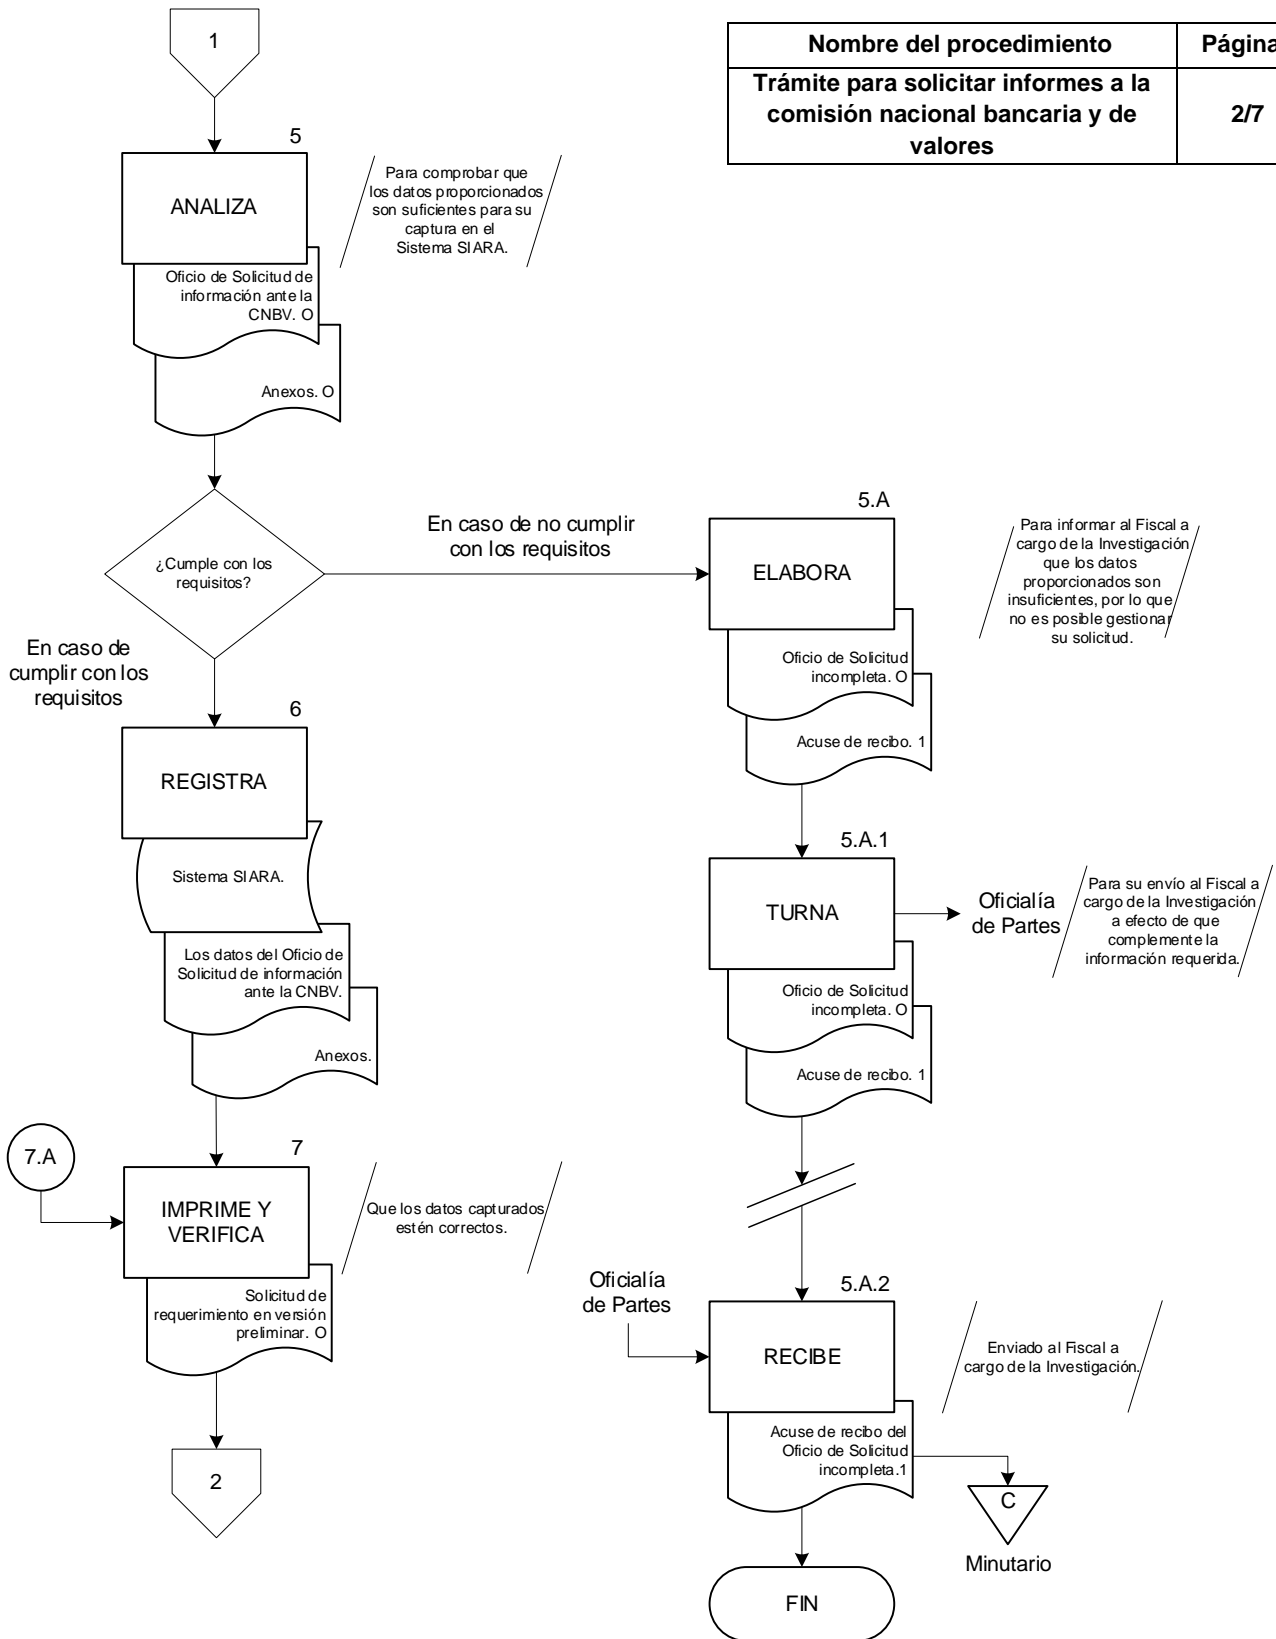 1
Nombre del procedimiento
Página
Trámite para solicitar informes a la
comisión nacional bancaria y de
valores
2/7
5
ANALIZA
Para comprobar que
los datos proporcionados
son suficientes para su
captura en el
Sistema SIARA.
Oficio de Solicitud de
información ante la
CNBV. O
Anexos. O
¿Cumple con los
requisitos?
En caso de no cumplir
con los requisitos
En caso de
cumplir con los
requisitos
5.A
ELABORA
Para informar al Fiscal a
cargo de la Investigación
que los datos
proporcionados son
insuficientes, por lo que
no es posible gestionar
su solicitud.
Oficio de Solicitud
incompleta. O
Acuse de recibo. 1
6
REGISTRA
Sistema SIARA.
Los datos del Oficio de
Solicitud de información
ante la CNBV.
Anexos.
5.A.1
TURNA
Oficialía
de Partes
Para su envío al Fiscal a
cargo de la Investigación
a efecto de que
complemente la
información requerida.
Oficio de Solicitud
incompleta. O
Acuse de recibo. 1
7.A
7
IMPRIME Y
VERIFICA
Que los datos capturados
estén correctos.
Solicitud de
requerimiento en versión
preliminar. O
2
Oficialía
de Partes
5.A.2
RECIBE
Enviado al Fiscal a
cargo de la Investigación.
Acuse de recibo del
Oficio de Solicitud
incompleta.1
C
Minutario
FIN